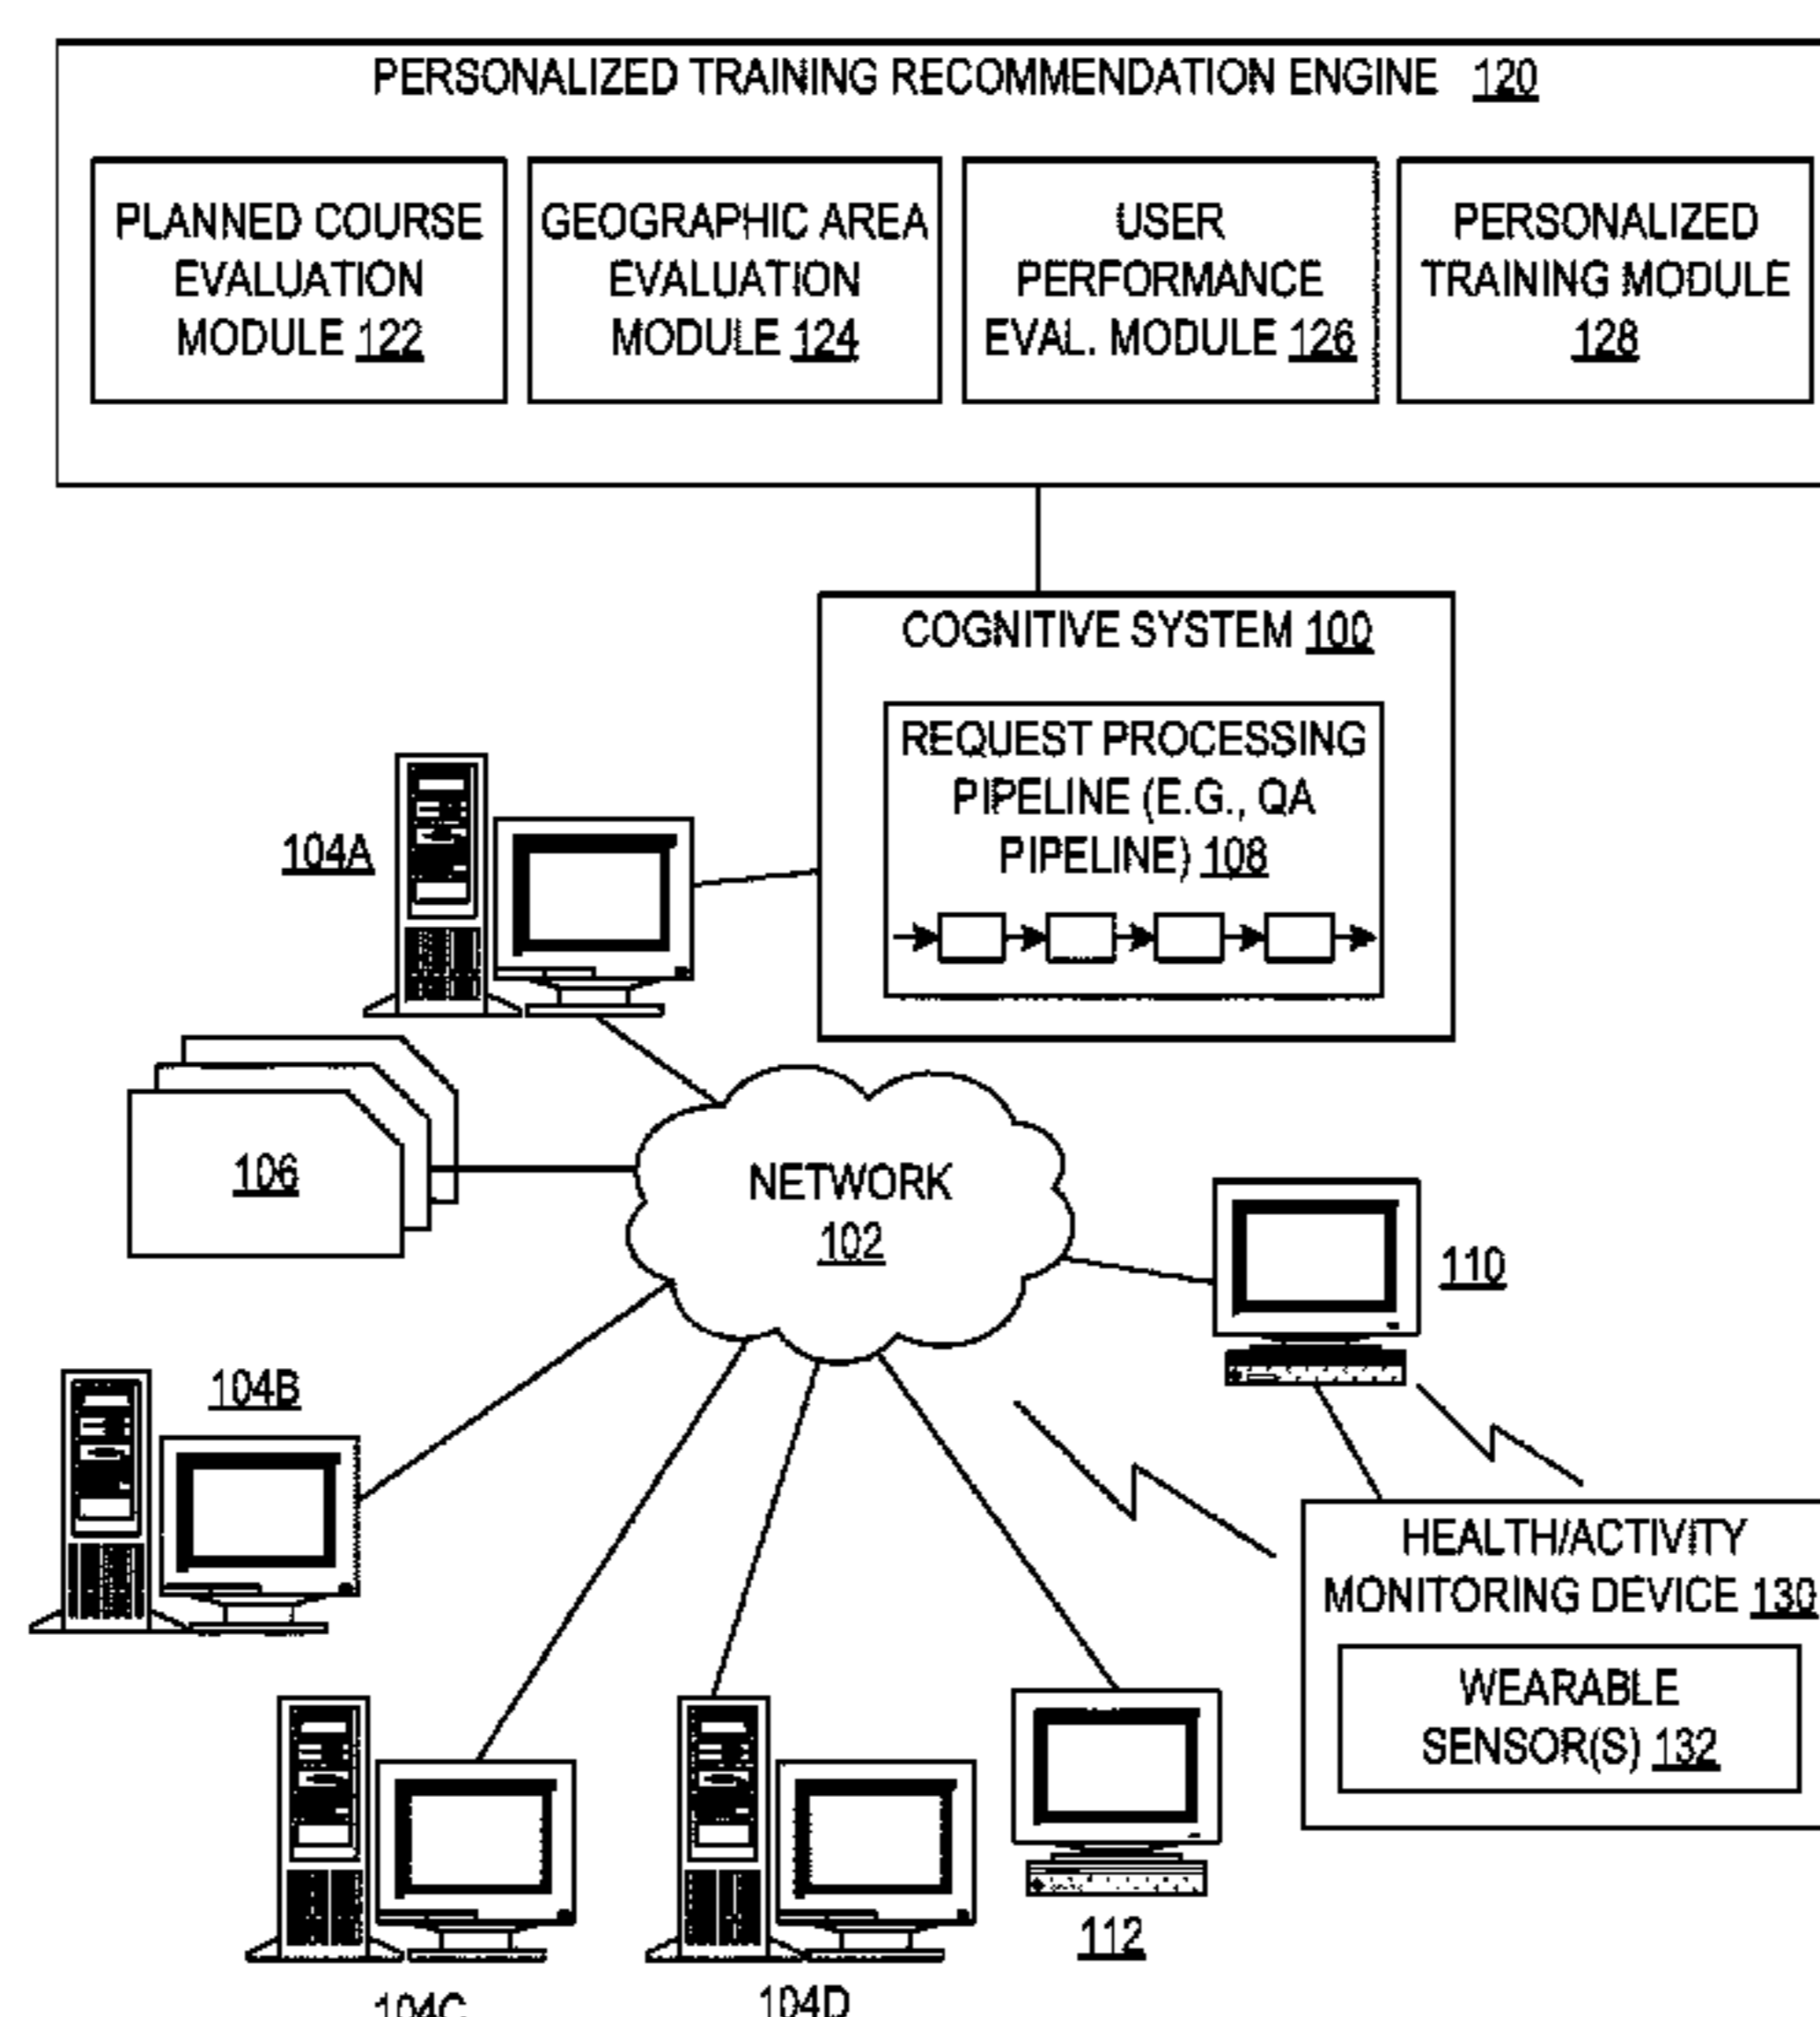 PERSONALIZED TRAINING RECOMMENDATION ENGINE 120
PLANNED COURSE
EVALUATION
MODULE 122
GEOGRAPHIC AREA
EVALUATION
MODULE 124
USER
PERFORMANCE
EVAL. MODULE 126
PERSONALIZED
TRAINING MODULE
128
COGNITIVE SYSTEM 100
REQUEST PROCESSING
PIPELINE (E.G., QA
PIPELINE) 108
104A
106
NETWORK
102
110
104B
HEALTH/ACTIVITY
MONITORING DEVICE 130
WEARABLE
SENSOR(S) 132
112
104C
104D